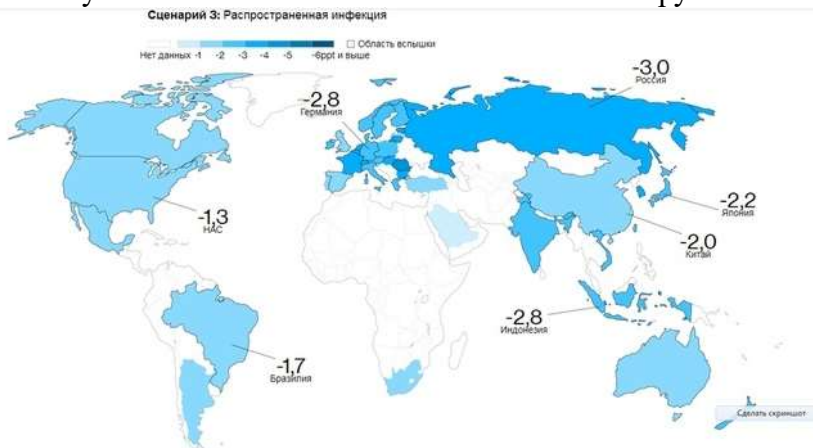 Сценарий 3: Распространенная инфекция
Нет данных -1 -2 -3 -4 -5 -6ppt и выше
Область вспышки
-3,0
Россия
-2,8
Германия
-2,2
Япония
-1,3
НАС
-2,0
Китай
-2,8
Индонезия
-1,7
Бразилия
Сделать скриншот